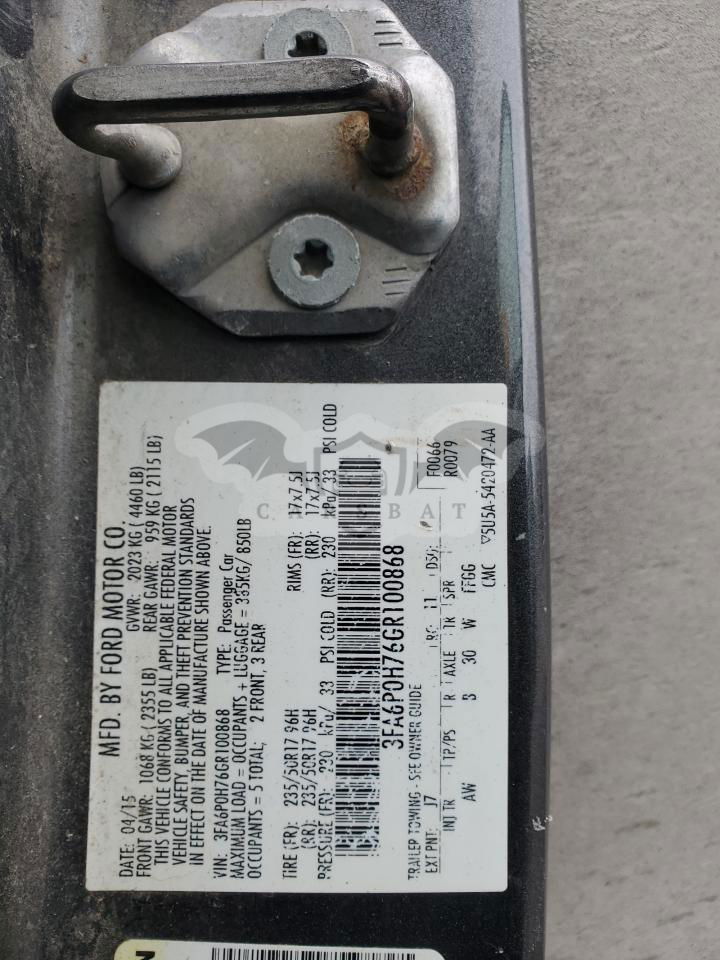 MFD. BY FORD MOTOR CO.
DATE: 04/15 GVWR: 2023 KG ( 4460 LB)
FRONT GAWR: 1068 KG ( 2355 LB) REAR GAWR: 959 KG ( 2115 LB)
THIS VEHICLE CONFORMS TO ALL APPLICABLE FEDERAL MOTOR
VEHICLE SAFETY, BUMPER, AND THEFT PREVENTION STANDARDS
IN EFFECT ON THE DATE OF MANUFACTURE SHOWN ABOVE.
VIN: 3FA6P0H76GR100868 TYPE: Passenger Car
MAXIMUM LOAD = OCCUPANTS + LUGGAGE = 385KG/ 850LB
OCCUPANTS = 5 TOTAL; 2 FRONT, 3 REAR
TIRE (FR): 235/50R17 96H RIMS (FR): 17x7.5J
(RR): 235/50R17 96H (RR): 17x7.5J
PRESSURE (FR): 230 kPa/ 33 PSI COLD (RR): 230 kPa/ 33 PSI COLD
3FA6P0H76GR100868
TRAILER TOWING - SEE OWNER GUIDE F0066
EXT PNT: J7 RC: 11 DSO: R0079
INT TR TP/PS R AXLE TR SPR
AW B 30 W FFGG
CMC ▽5U5A-5420472-AA
CAR BAT
N